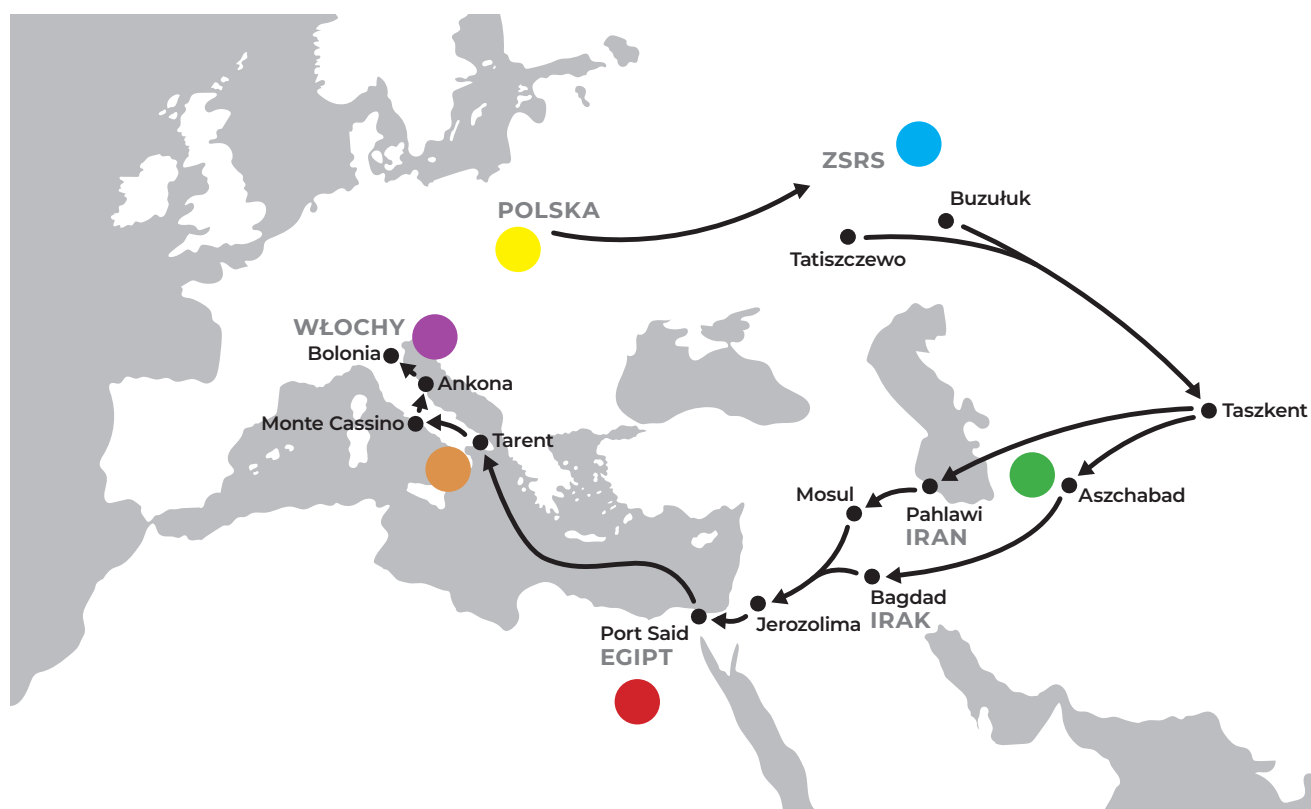 ZSRS
Buzułuk
POLSKA
Tatiszczewo
WŁOCHY
Bolonia
Ankona
Monte Cassino
Taszkent
Tarent
Mosul
Aszchabad
Pahlawi
IRAN
Bagdad
IRAK
Jerozolima
Port Said
EGIPT